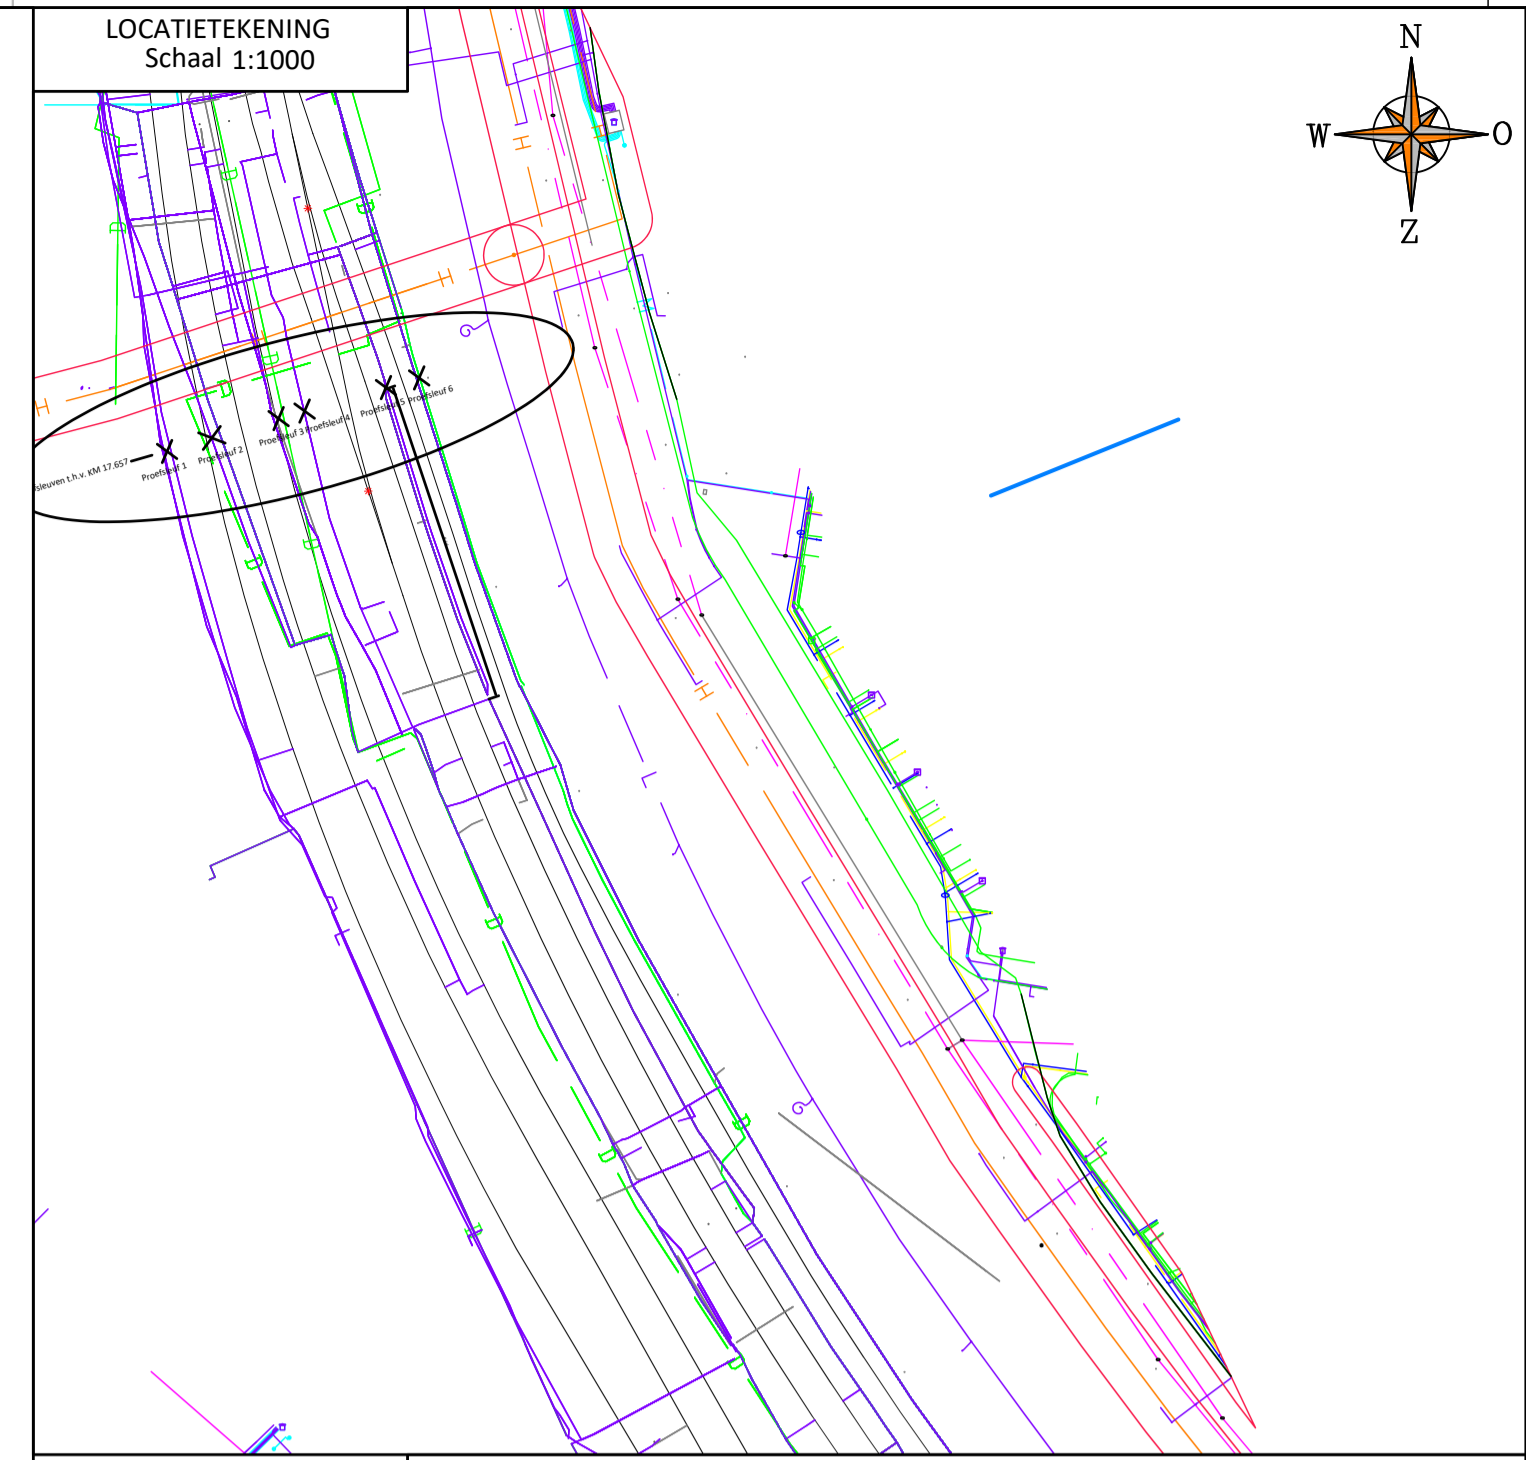 LOCATIETEKENING
Schaal 1:1000
N
W
O
Z
H
H
H
H
H
D
D
D
D
D
D
D
D
D
D
D
D
sleuven t.h.v. KM 17.657
Proefsleuf 1
Proefsleuf 2
Proefsleuf 3
Proefsleuf 4
Proefsleuf 5
Proefsleuf 6